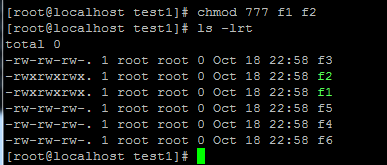 [root@localhost test1]# chmod 777 f1 f2
[root@localhost test1]# ls -lrt
total 0
-rw-rw-rw-. 1 root root 0 Oct 18 22:58 f3
-rwxrwxrwx. 1 root root 0 Oct 18 22:58 f2
-rwxrwxrwx. 1 root root 0 Oct 18 22:58 f1
-rw-rw-rw-. 1 root root 0 Oct 18 22:58 f5
-rw-rw-rw-. 1 root root 0 Oct 18 22:58 f4
-rw-rw-rw-. 1 root root 0 Oct 18 22:58 f6
[root@localhost test1]#